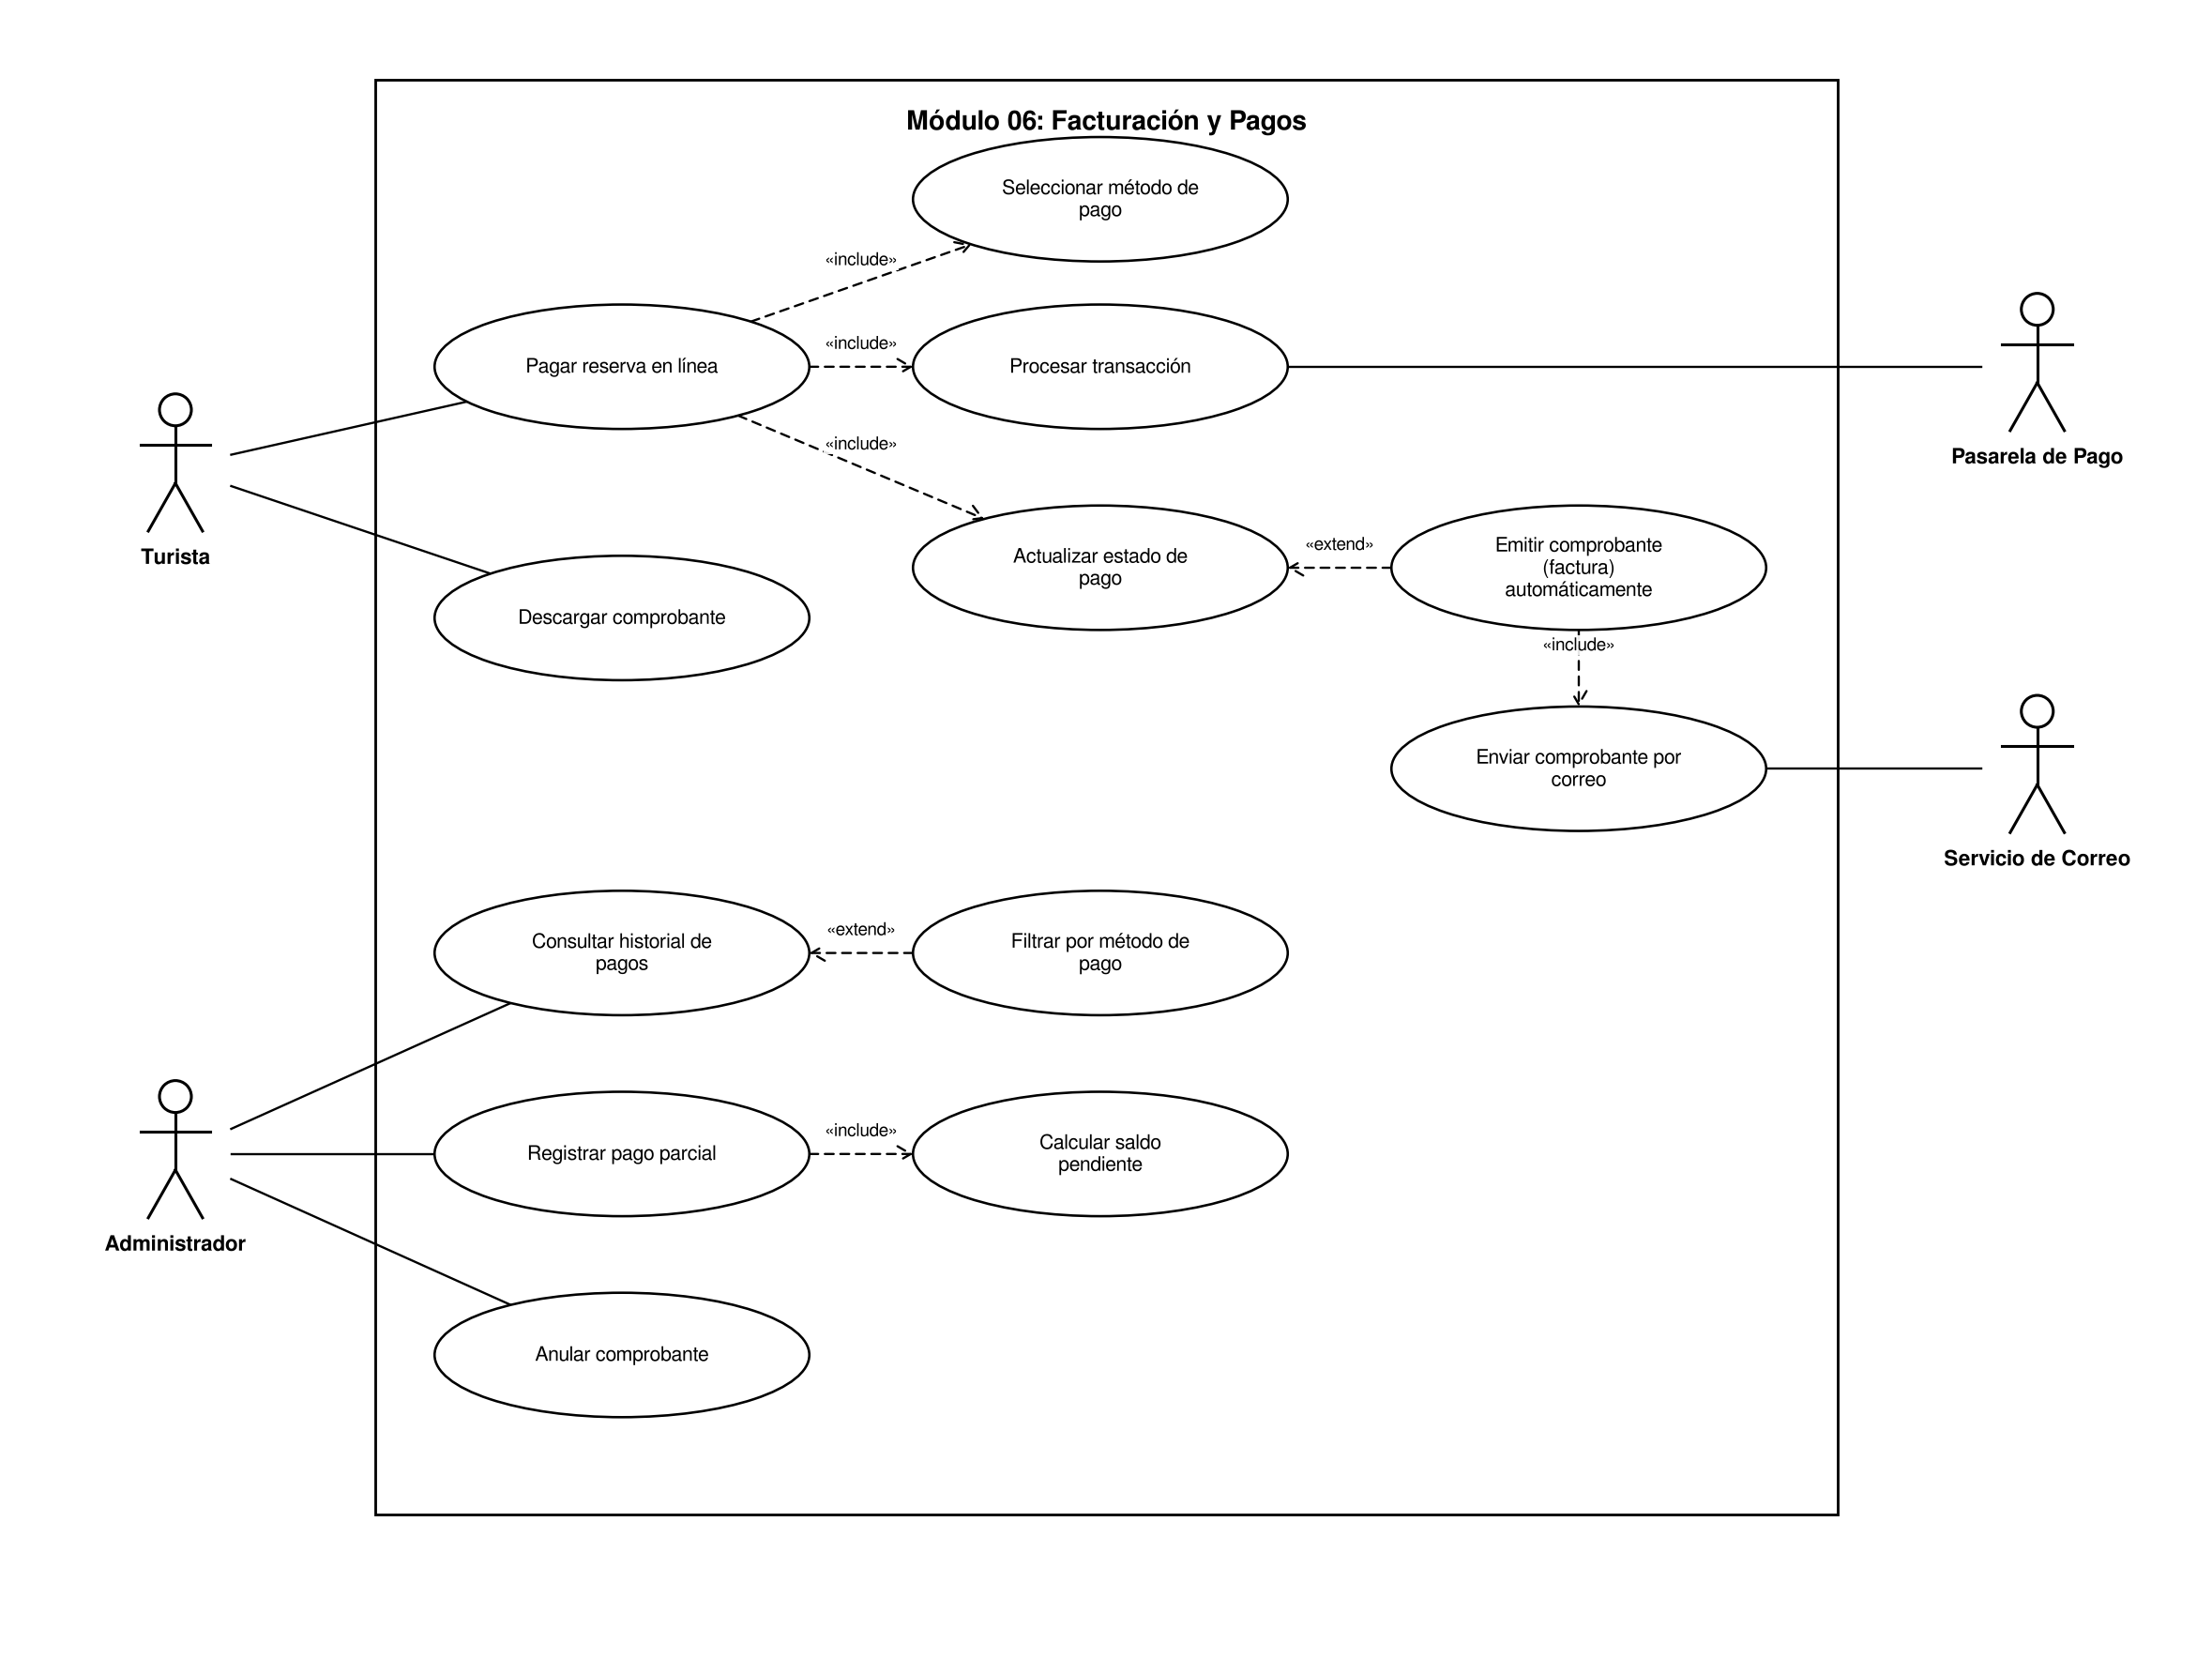 Módulo 06: Facturación y Pagos
Seleccionar método de
pago
«include»
Pagar reserva en línea
«include»
Procesar transacción
Pasarela de Pago
«include»
Turista
Actualizar estado de
pago
«extend»
Emitir comprobante
(factura)
automáticamente
Descargar comprobante
«include»
Enviar comprobante por
correo
Servicio de Correo
Consultar historial de
pagos
«extend»
Filtrar por método de
pago
Administrador
Registrar pago parcial
«include»
Calcular saldo
pendiente
Anular comprobante